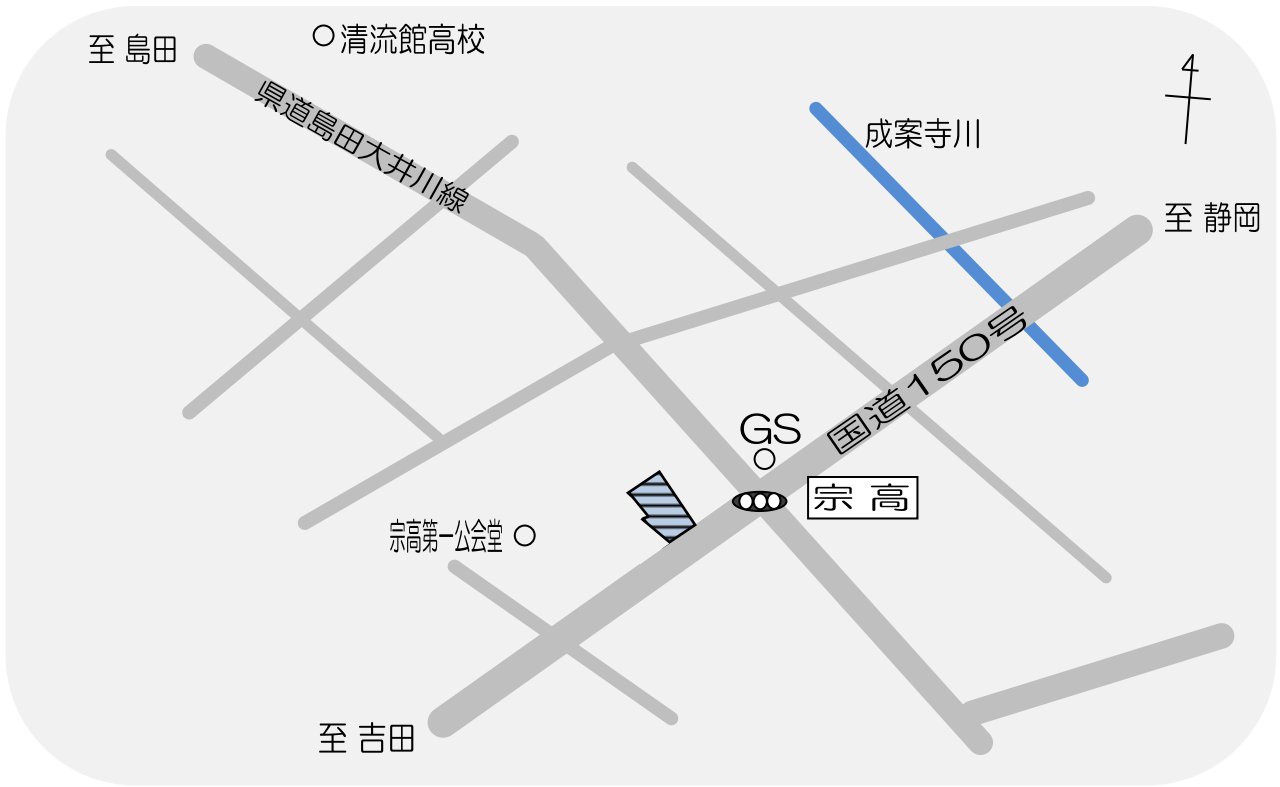 清流館高校
至 島田
県道島田大井川線
成案寺川
至 静岡
国道150号
GS
宗 高
宗高第一公会堂
至 吉田